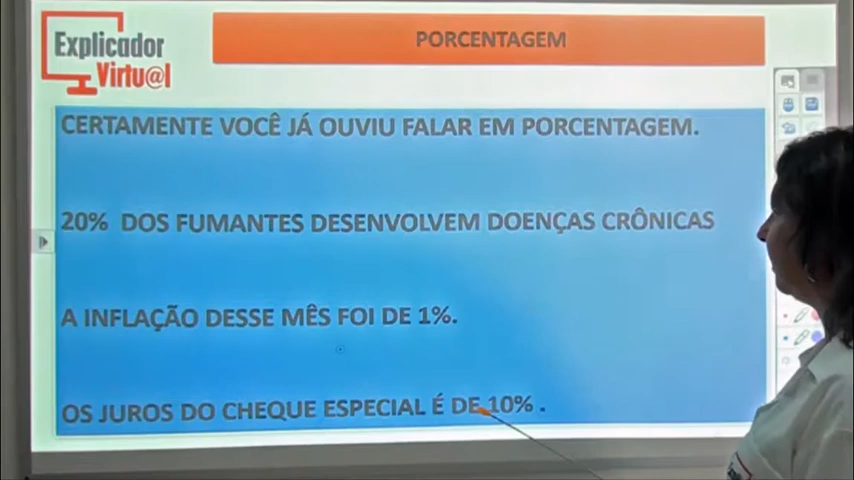 Explicador
Virtu@l
PORCENTAGEM
CERTAMENTE VOCÊ JÁ OUVIU FALAR EM PORCENTAGEM.
20% DOS FUMANTES DESENVOLVEM DOENÇAS CRÔNICAS
A INFLAÇÃO DESSE MÊS FOI DE 1%.
OS JUROS DO CHEQUE ESPECIAL É DE 10% .